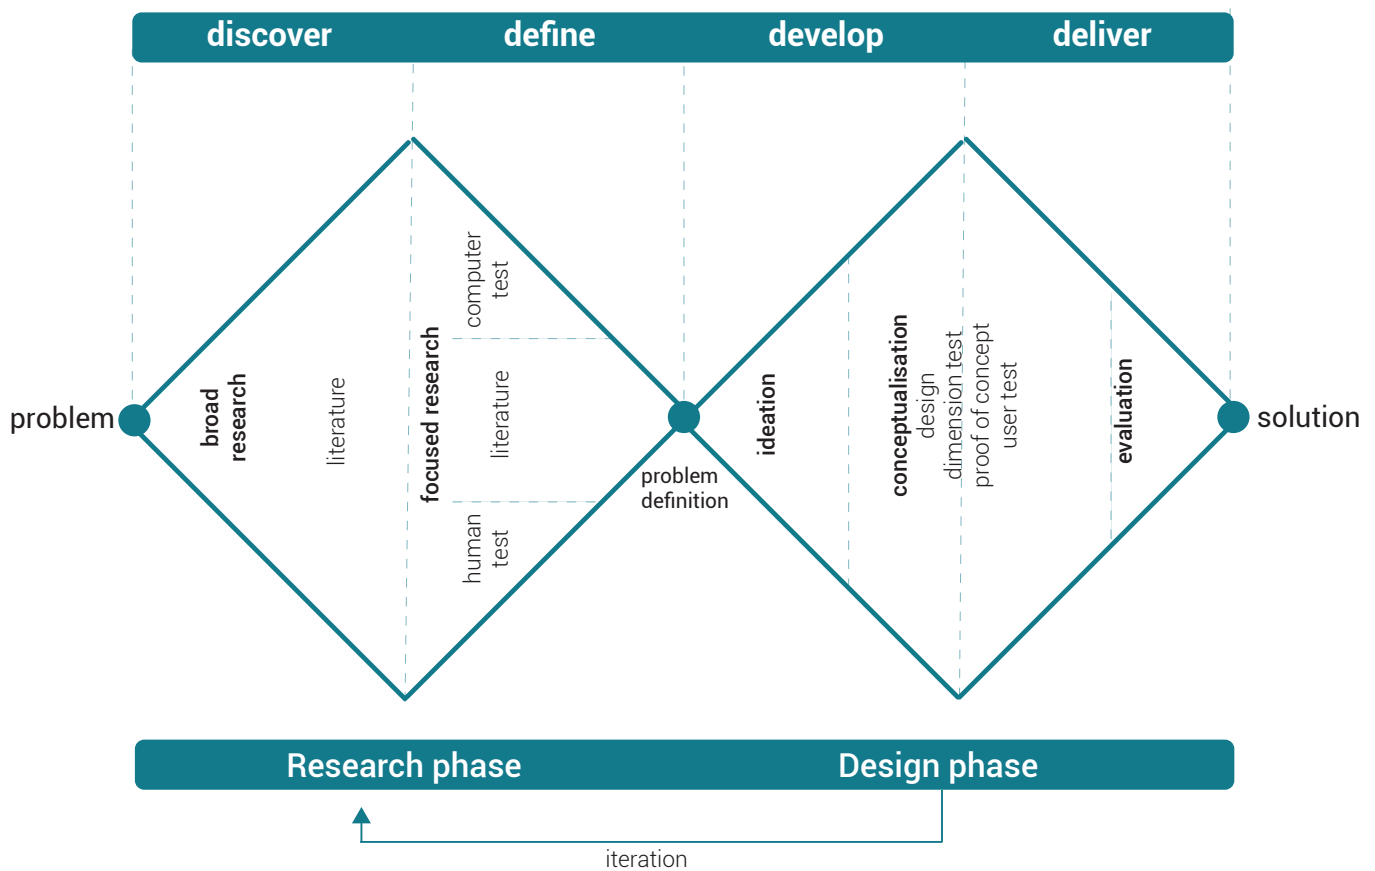 discover
define
develop
deliver
problem
broad
research
literature
focused research
computer
test
literature
human
test
problem
definition
ideation
conceptualisation
design
dimension test
proof of concept
user test
evaluation
solution
Research phase
Design phase
iteration